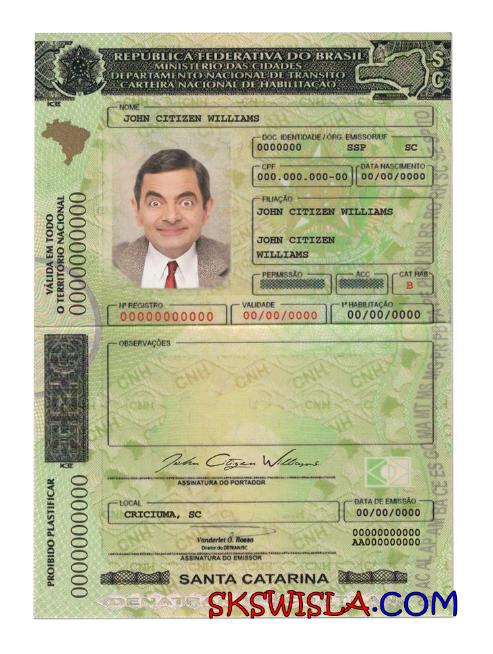 REPÚBLICA FEDERATIVA DO BRASIL
MINISTÉRIO DAS CIDADES
DEPARTAMENTO NACIONAL DE TRÂNSITO
CARTEIRA NACIONAL DE HABILITAÇÃO
SC
NOME
JOHN CITIZEN WILLIAMS
DOC. IDENTIDADE / ÓRG. EMISSOR/UF
0000000 SSP SC
CPF
000.000.000-00
DATA NASCIMENTO
00/00/0000
FILIAÇÃO
JOHN CITIZEN WILLIAMS
JOHN CITIZEN
WILLIAMS
PERMISSÃO
ACC
CAT HAB
B
Nº REGISTRO
00000000000
VALIDADE
00/00/0000
1ª HABILITAÇÃO
00/00/0000
VÁLIDA EM TODO
O TERRITÓRIO NACIONAL
0000000000
OBSERVAÇÕES
CNH
John Citizen Williams
ASSINATURA DO PORTADOR
LOCAL
CRICIUMA, SC
DATA DE EMISSÃO
00/00/0000
Vanderlei O. Rosso
Diretor do DETRAN/SC
ASSINATURA DO EMISSOR
00000000000
AA000000000
PROIBIDO PLASTIFICAR
0000000000
SANTA CATARINA
SKSWISLA.COM